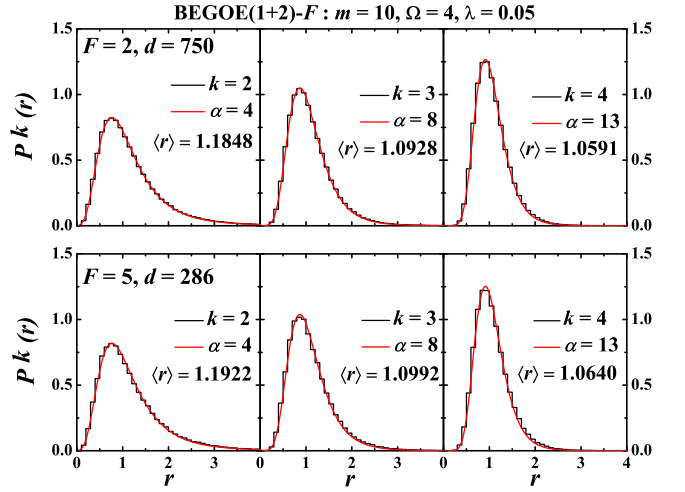 BEGOE(1+2)-F : m = 10, Ω = 4, λ = 0.05
F = 2, d = 750
k = 2
α = 4
⟨r⟩ = 1.1848
k = 3
α = 8
⟨r⟩ = 1.0928
k = 4
α = 13
⟨r⟩ = 1.0591
P^k(r)
1.5
1.0
0.5
0.0
1.5
1.0
0.5
0.0
F = 5, d = 286
k = 2
α = 4
⟨r⟩ = 1.1922
k = 3
α = 8
⟨r⟩ = 1.0992
k = 4
α = 13
⟨r⟩ = 1.0640
P^k(r)
1.5
1.0
0.5
0.0
1.5
1.0
0.5
0.0
0 1 2 3 0 1 2 3 0 1 2 3 4
r r r